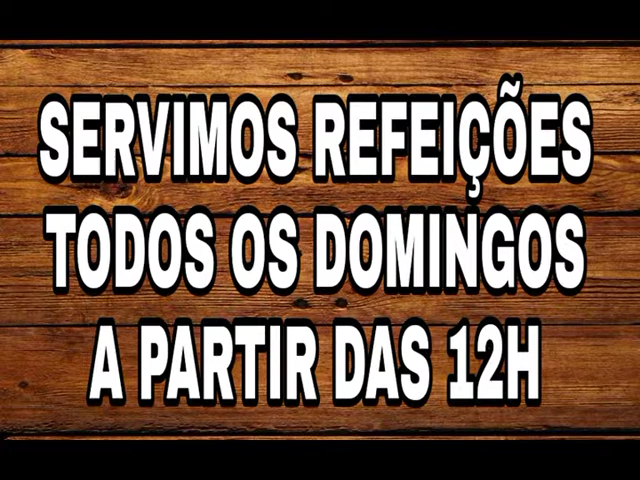 SERVIMOS REFEIÇÕES
TODOS OS DOMINGOS
A PARTIR DAS 12H